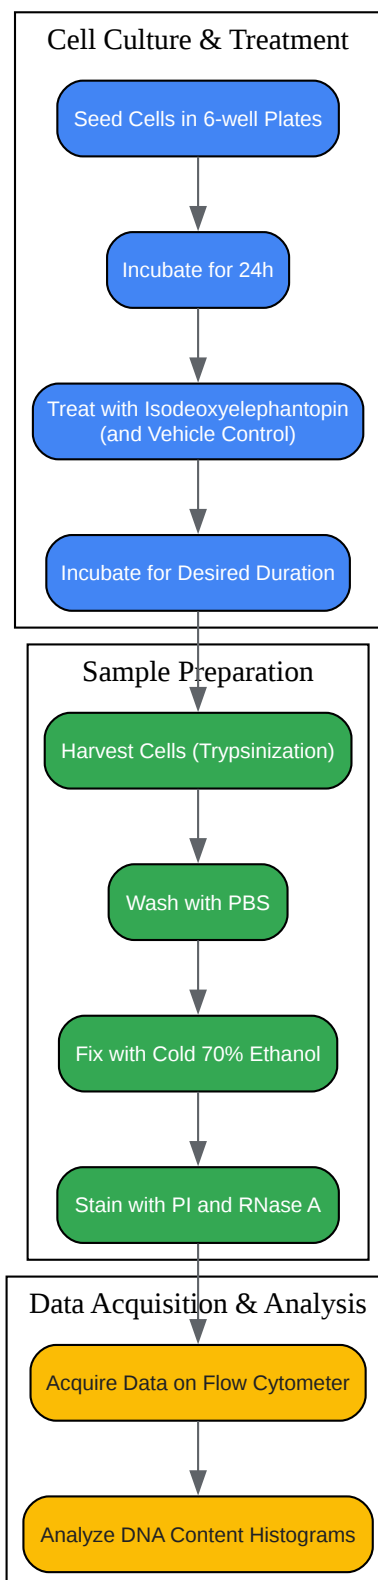 Cell Culture & Treatment
Seed Cells in 6-well Plates
Incubate for 24h
Treat with Isodeoxyelephantopin
(and Vehicle Control)
Incubate for Desired Duration
Sample Preparation
Harvest Cells (Trypsinization)
Wash with PBS
Fix with Cold 70% Ethanol
Stain with PI and RNase A
Data Acquisition & Analysis
Acquire Data on Flow Cytometer
Analyze DNA Content Histograms